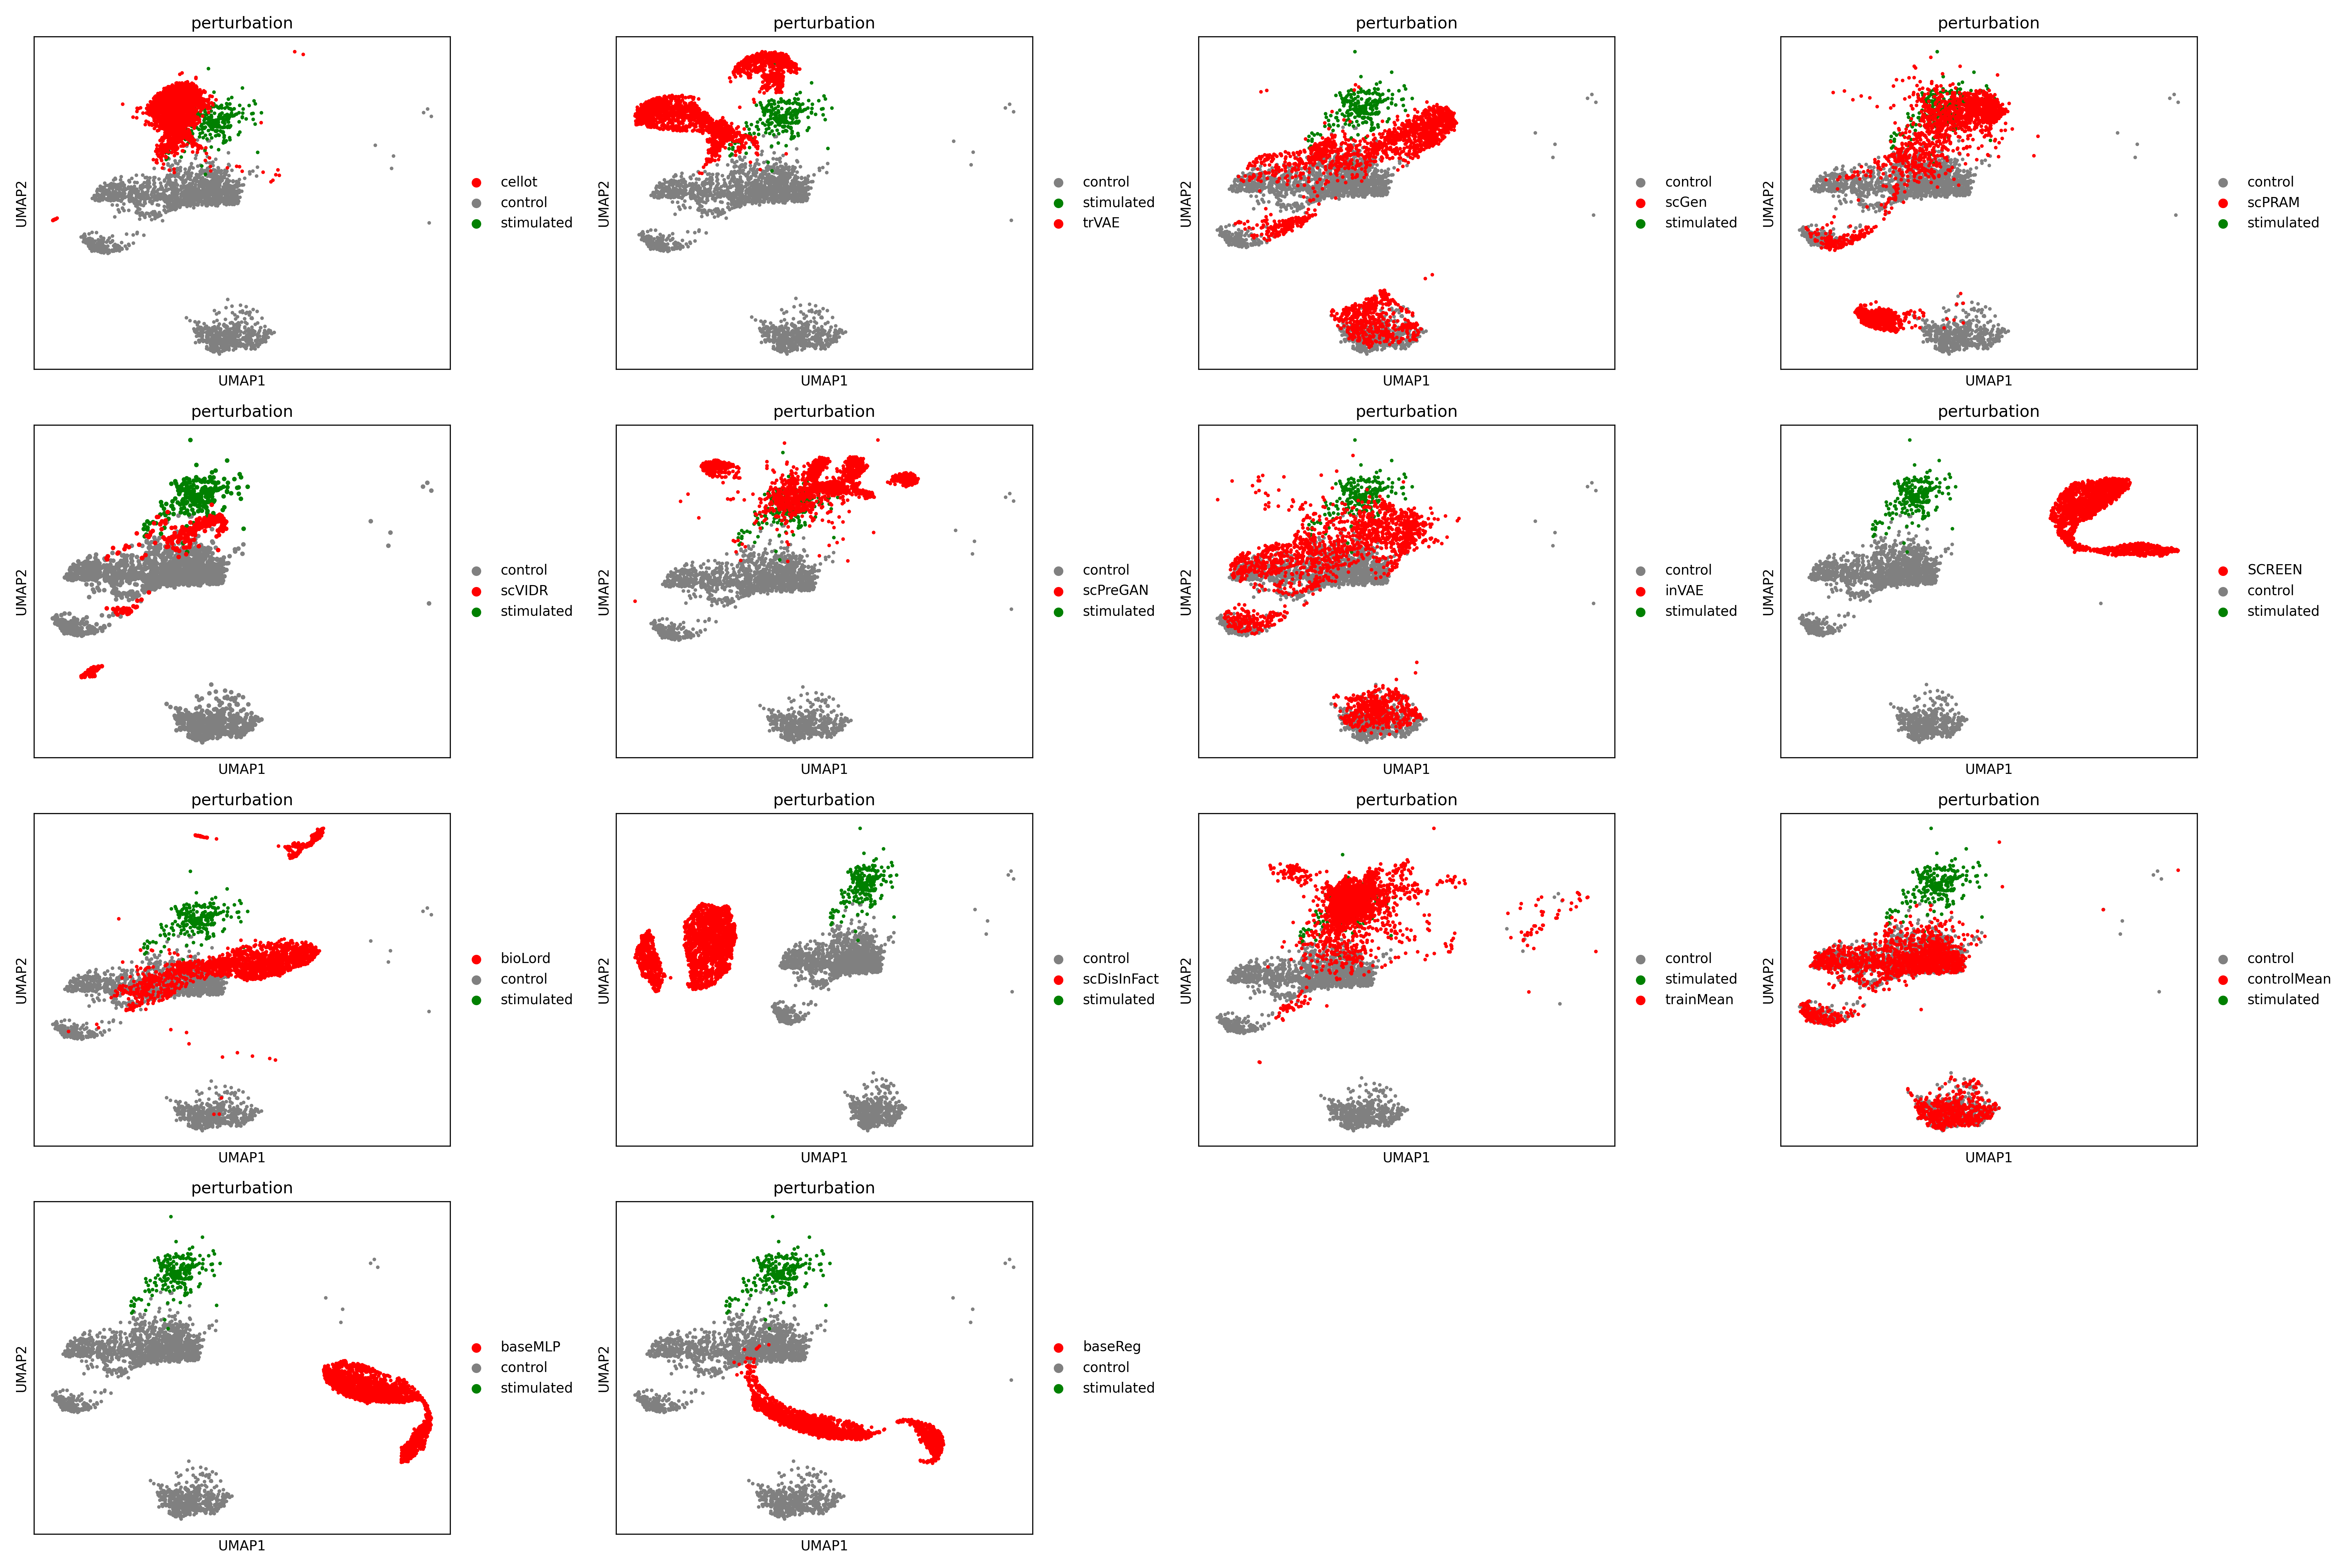 perturbation
UMAP2
UMAP1
cellot
control
stimulated
perturbation
UMAP2
UMAP1
control
stimulated
trVAE
perturbation
UMAP2
UMAP1
control
scGen
stimulated
perturbation
UMAP2
UMAP1
control
scPRAM
stimulated
perturbation
UMAP2
UMAP1
control
scVIDR
stimulated
perturbation
UMAP2
UMAP1
control
scPreGAN
stimulated
perturbation
UMAP2
UMAP1
control
inVAE
stimulated
perturbation
UMAP2
UMAP1
SCREEN
control
stimulated
perturbation
UMAP2
UMAP1
bioLord
control
stimulated
perturbation
UMAP2
UMAP1
control
scDisInFact
stimulated
perturbation
UMAP2
UMAP1
control
stimulated
trainMean
perturbation
UMAP2
UMAP1
control
controlMean
stimulated
perturbation
UMAP2
UMAP1
baseMLP
control
stimulated
perturbation
UMAP2
UMAP1
baseReg
control
stimulated